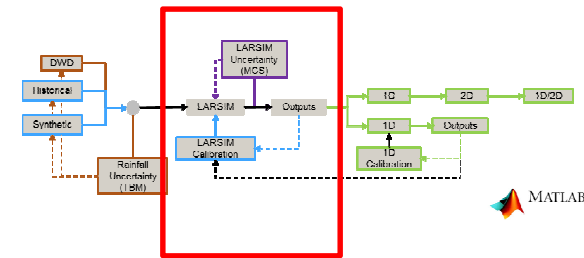 DWD
Historical
Synthetic
Rainfall
Uncertainty
(TBM)
LARSIM
Uncertainty
(MCS)
LARSIM
Outputs
LARSIM
Calibration
1D
2D
1D/2D
1D
Outputs
1D
Calibration
MATLAB